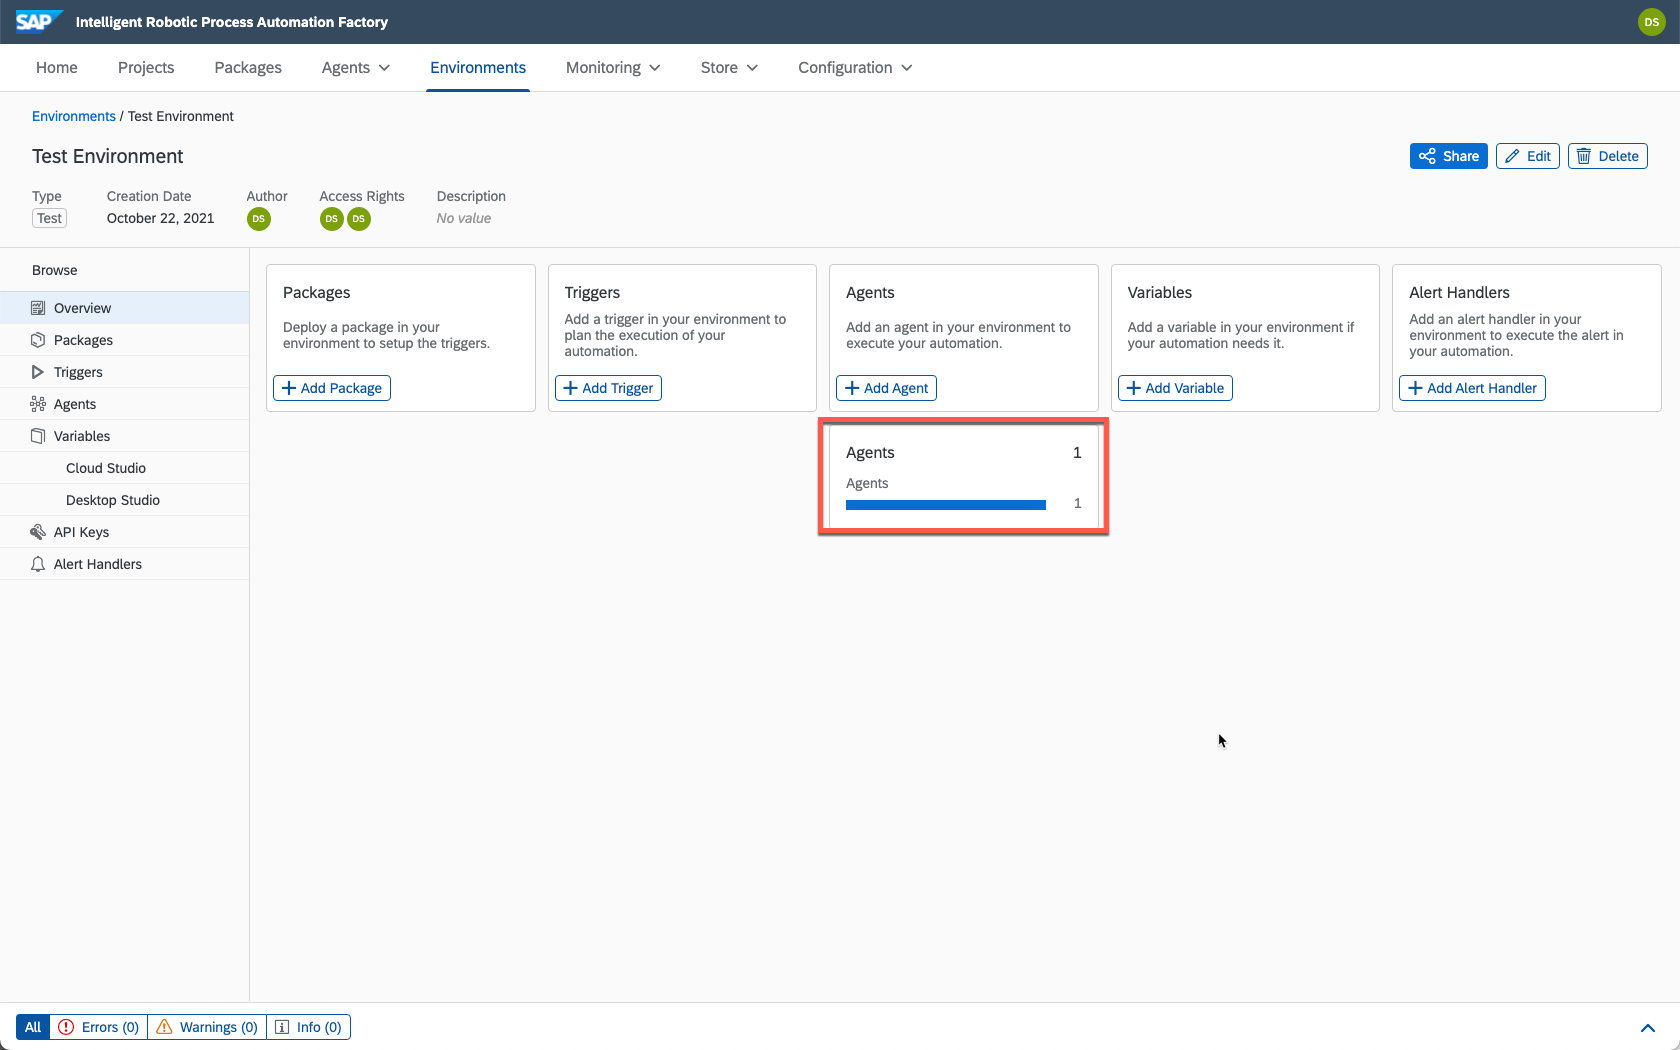 SAP Intelligent Robotic Process Automation Factory DS
Home Projects Packages Agents Environments Monitoring Store Configuration
Environments / Test Environment
Test Environment
Share Edit Delete
Type Creation Date Author Access Rights Description
Test October 22, 2021 DS DS DS No value
Browse
Overview
Packages
Triggers
Agents
Variables
Cloud Studio
Desktop Studio
API Keys
Alert Handlers
Packages
Deploy a package in your
environment to setup the triggers.
Add Package
Triggers
Add a trigger in your environment to
plan the execution of your
automation.
Add Trigger
Agents
Add an agent in your environment to
execute your automation.
Add Agent
Variables
Add a variable in your environment if
your automation needs it.
Add Variable
Alert Handlers
Add an alert handler in your
environment to execute the alert in
your automation.
Add Alert Handler
Agents 1
Agents
1
All Errors (0) Warnings (0) Info (0)